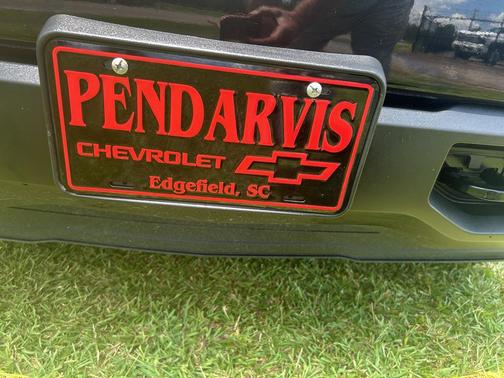 PENDARVIS
CHEVROLET
Edgefield, SC